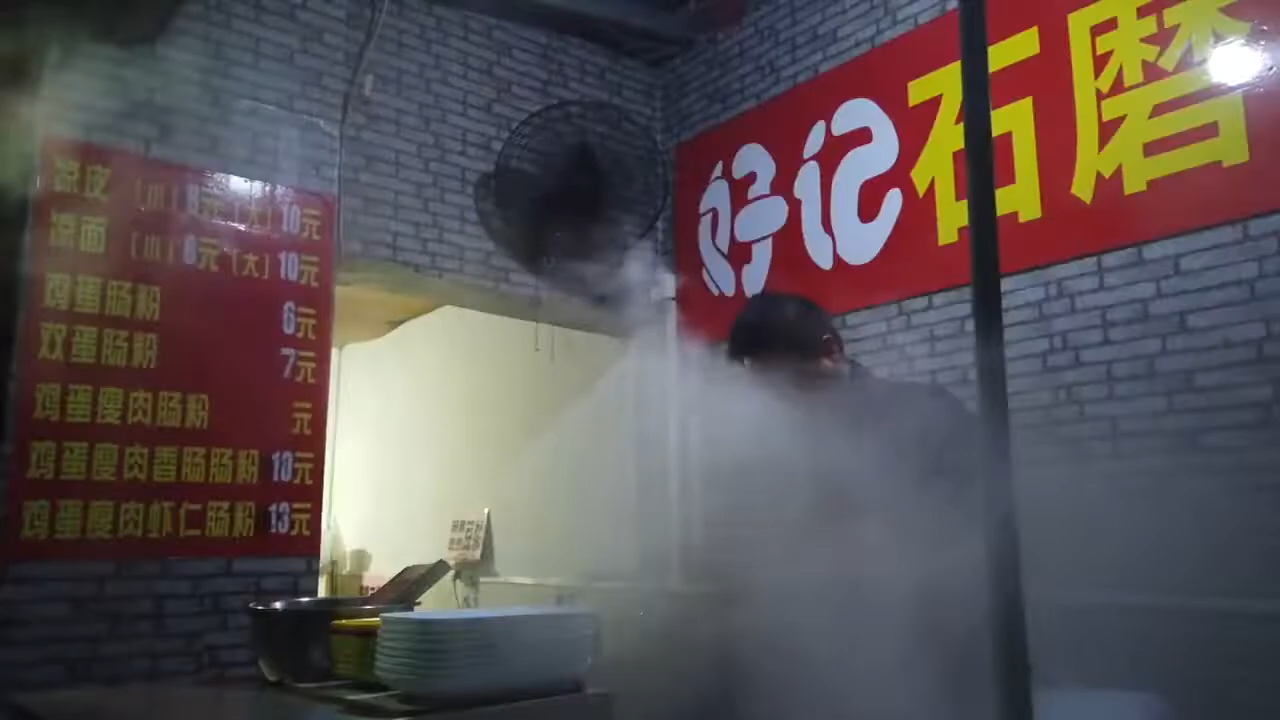 凉皮 (小)8元(大)10元
凉面 (小)8元(大)10元
鸡蛋肠粉 6元
双蛋肠粉 7元
鸡蛋瘦肉肠粉 元
鸡蛋瘦肉香肠肠粉 10元
鸡蛋瘦肉虾仁肠粉 13元
好记石磨